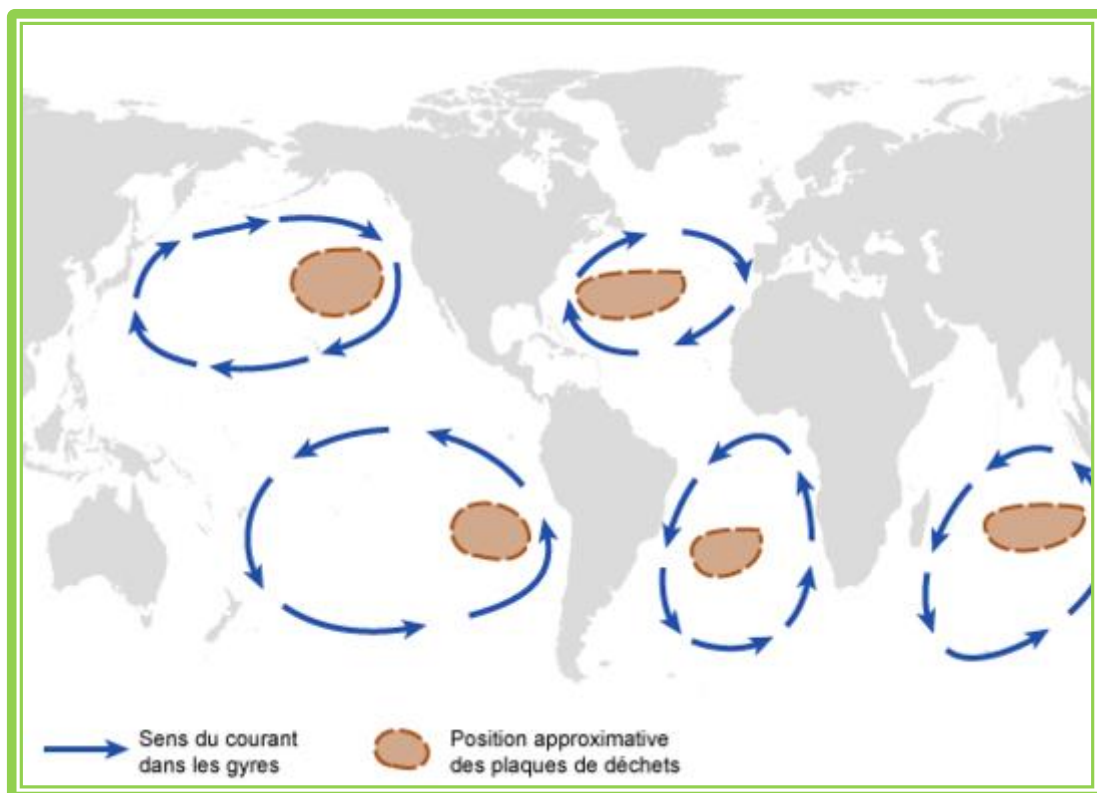 Sens du courant
dans les gyres
Position approximative
des plaques de déchets